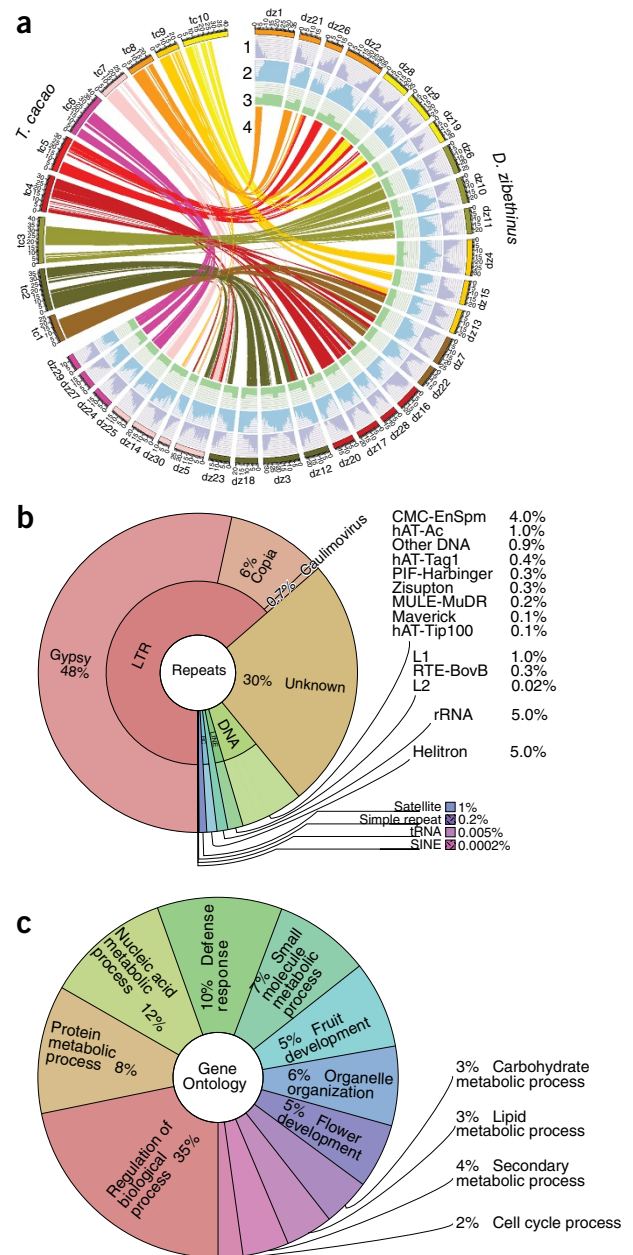 a
T. cacao
D. zibethinus
tc10
tc9
tc8
tc7
tc6
tc5
tc4
tc3
tc2
tc1
dz1
dz21
dz26
dz2
dz8
dz9
dz19
dz6
dz10
dz11
dz4
dz15
dz13
dz7
dz22
dz16
dz28
dz17
dz20
dz12
dz3
dz18
dz23
dz5
dz30
dz14
dz25
dz24
dz27
dz29
1
2
3
4
b
Repeats
LTR
Gypsy
48%
6%
Copia
0.7% Caulimovirus
30% Unknown
DNA
LINE
CMC-EnSpm 4.0%
hAT-Ac 1.0%
Other DNA 0.9%
hAT-Tag1 0.4%
PIF-Harbinger 0.3%
Zisupton 0.3%
MULE-MuDR 0.2%
Maverick 0.1%
hAT-Tip100 0.1%
L1 1.0%
RTE-BovB 0.3%
L2 0.02%
rRNA 5.0%
Helitron 5.0%
Satellite 1%
Simple repeat 0.2%
tRNA 0.005%
SINE 0.0002%
c
Gene
Ontology
Nucleic acid
metabolic
process
12%
10% Defense
response
7% Small
molecule
metabolic
process
5% Fruit
development
6% Organelle
organization
5% Flower
development
Protein
metabolic
process 8%
Regulation of
biological
process 35%
3% Carbohydrate
metabolic process
3% Lipid
metabolic process
4% Secondary
metabolic process
2% Cell cycle process